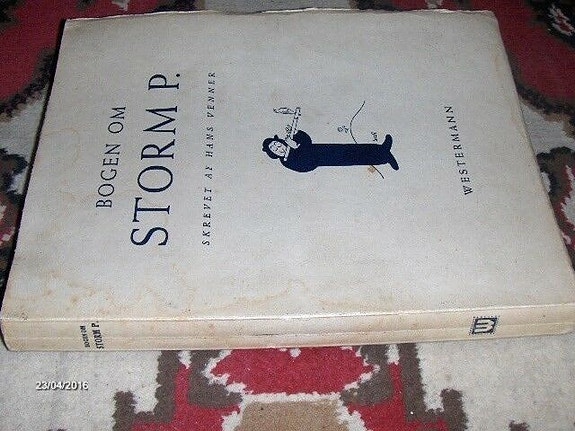 BOGEN OM
STORM P.
SKREVET AF HANS VENNER
WESTERMANN
BOGEN OM
STORM P.
W
23/04/2016